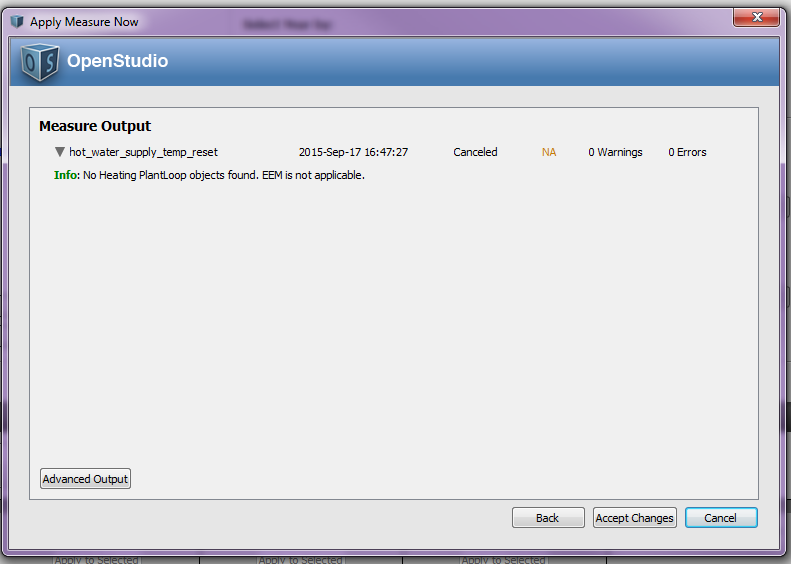 Apply Measure Now
OpenStudio
Measure Output
hot_water_supply_temp_reset 2015-Sep-17 16:47:27 Canceled NA 0 Warnings 0 Errors
Info: No Heating PlantLoop objects found. EEM is not applicable.
Advanced Output
Back Accept Changes Cancel
Apply to Selected Apply to Selected Apply to Selected